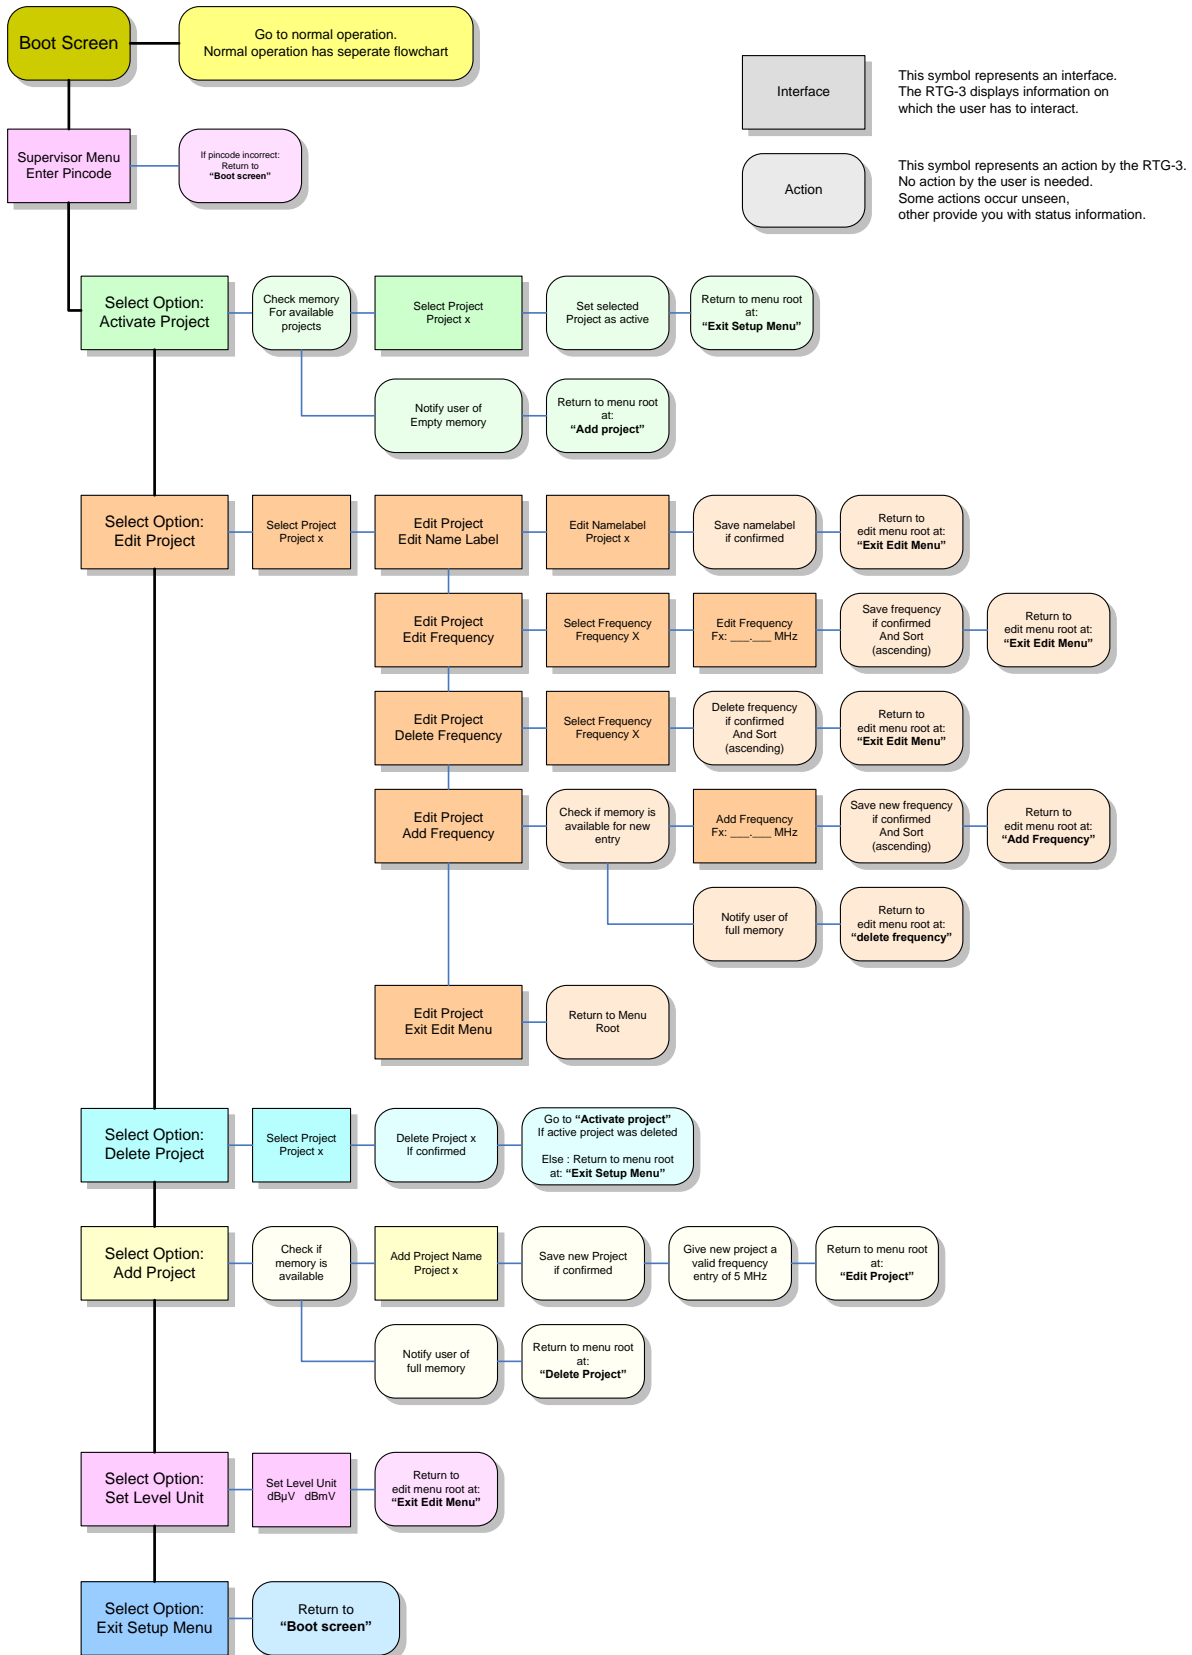 Boot Screen
Go to normal operation.
Normal operation has seperate flowchart
Interface
This symbol represents an interface.
The RTG-3 displays information on
which the user has to interact.
Supervisor Menu
Enter Pincode
If pincode incorrect:
Return to
“Boot screen”
Action
This symbol represents an action by the RTG-3.
No action by the user is needed.
Some actions occur unseen,
other provide you with status information.
Select Option:
Activate Project
Check memory
For available
projects
Select Project
Project x
Set selected
Project as active
Return to menu root
at:
“Exit Setup Menu”
Notify user of
Empty memory
Return to menu root
at:
“Add project”
Select Option:
Edit Project
Select Project
Project x
Edit Project
Edit Name Label
Edit Namelabel
Project x
Save namelabel
if confirmed
Return to
edit menu root at:
“Exit Edit Menu”
Edit Project
Edit Frequency
Select Frequency
Frequency X
Edit Frequency
Fx: ___.___ MHz
Save frequency
if confirmed
And Sort
(ascending)
Return to
edit menu root at:
“Exit Edit Menu”
Edit Project
Delete Frequency
Select Frequency
Frequency X
Delete frequency
if confirmed
And Sort
(ascending)
Return to
edit menu root at:
“Exit Edit Menu”
Edit Project
Add Frequency
Check if memory is
available for new
entry
Add Frequency
Fx: ___.___ MHz
Save new frequency
if confirmed
And Sort
(ascending)
Return to
edit menu root at:
“Add Frequency”
Notify user of
full memory
Return to
edit menu root at:
“delete frequency”
Edit Project
Exit Edit Menu
Return to Menu
Root
Select Option:
Delete Project
Select Project
Project x
Delete Project x
If confirmed
Go to “Activate project”
If active project was deleted
Else : Return to menu root
at: “Exit Setup Menu”
Select Option:
Add Project
Check if
memory is
available
Add Project Name
Project x
Save new Project
if confirmed
Give new project a
valid frequency
entry of 5 MHz
Return to menu root
at:
“Edit Project”
Notify user of
full memory
Return to menu root
at:
“Delete Project”
Select Option:
Set Level Unit
Set Level Unit
dBµV dBmV
Return to
edit menu root at:
“Exit Edit Menu”
Select Option:
Exit Setup Menu
Return to
“Boot screen”